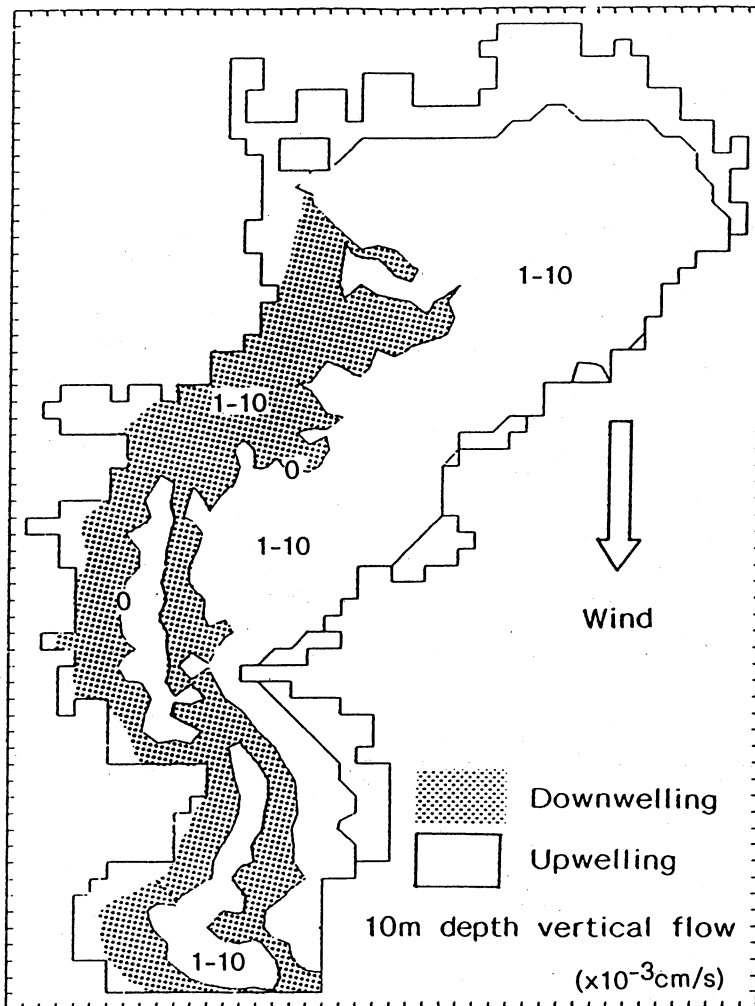 1-10
1-10
0
1-10
0
Wind
Downwelling
Upwelling
10m depth vertical flow
1-10
(x10-3cm/s)